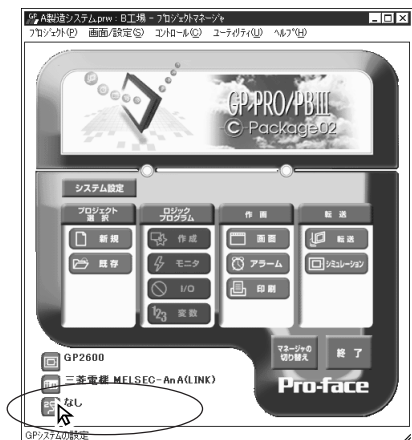 A製造システム.prw : B工場 - プロジェクトマネージャ
プロジェクト(P) 画面/設定(S) コントロール(C) ユーティリティ(U) ヘルプ(H)
GP-PRO/PBIII
C-Package02
システム設定
プロジェクト選択
ロジックプログラム
作画
転送
新規
作成
画面
転送
既存
モニタ
アラーム
シミュレーション
I/O
印刷
変数
マネージャの切り替え
終了
GP2600
三菱電機 MELSEC-AnA(LINK)
なし
Pro-face
GPシステムの設定